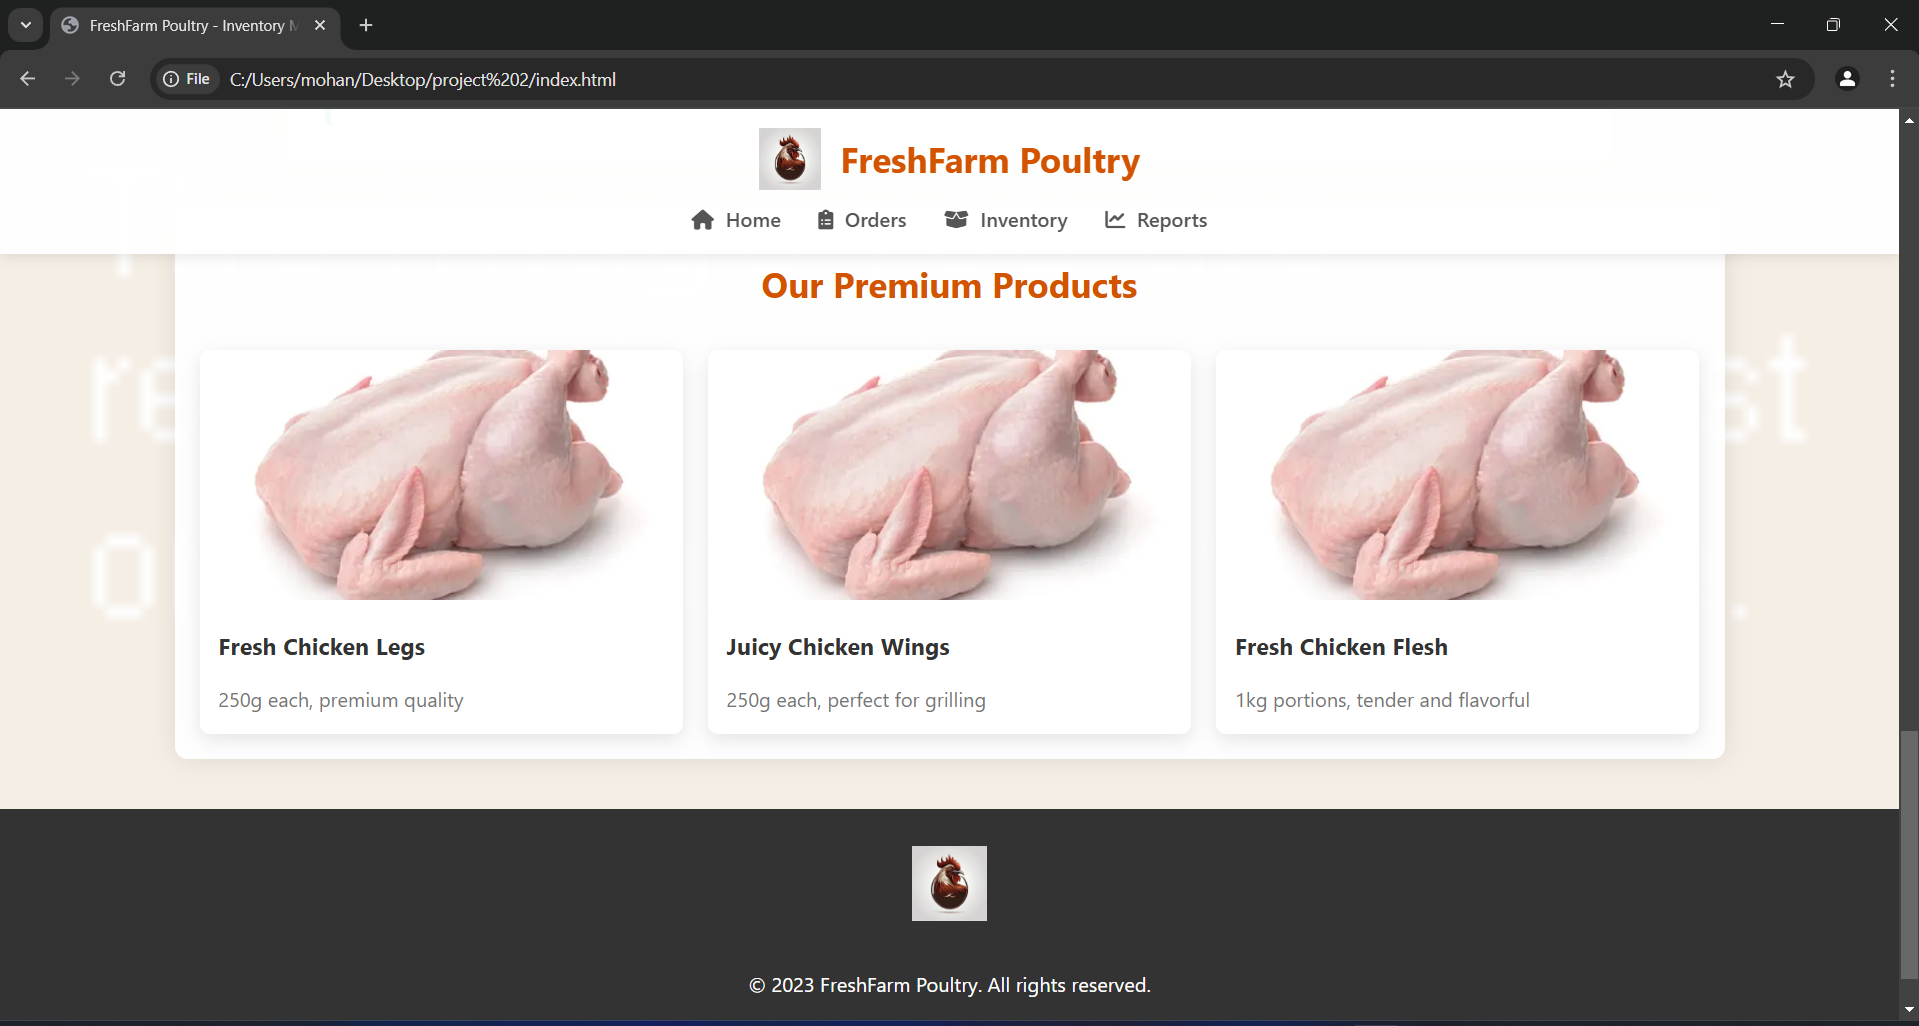 FreshFarm Poultry - Inventory
File
C:/Users/mohan/Desktop/project%202/index.html
FreshFarm Poultry
Home Orders Inventory Reports
Our Premium Products
re st
o .
Fresh Chicken Legs Juicy Chicken Wings Fresh Chicken Flesh
250g each, premium quality 250g each, perfect for grilling 1kg portions, tender and flavorful
© 2023 FreshFarm Poultry. All rights reserved.